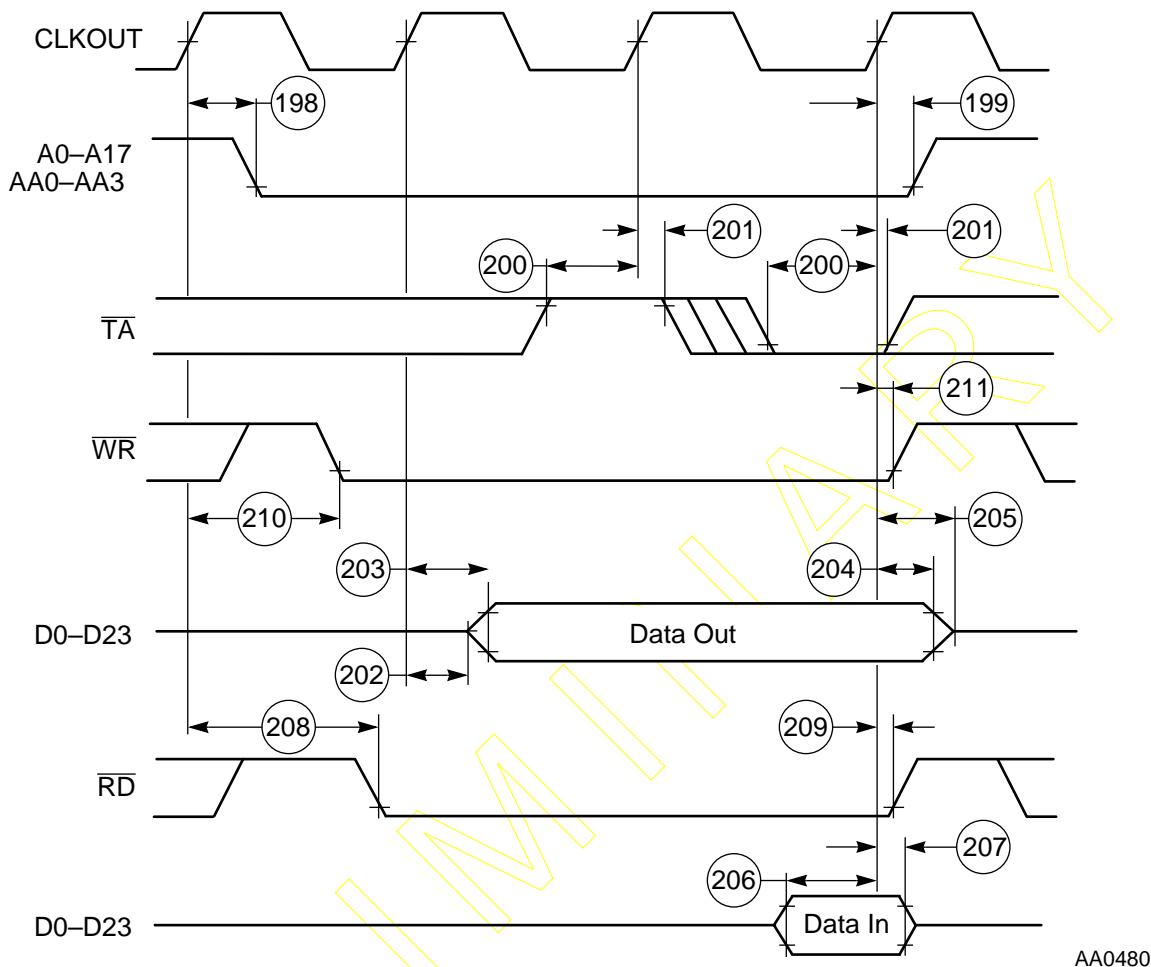 CLKOUT
198
199
A0–A17
AA0–AA3
200
201
200
201
TA
211
WR
210
205
203
204
D0–D23
Data Out
202
208
209
RD
207
206
D0–D23
Data In
AA0480
I M I N A R Y